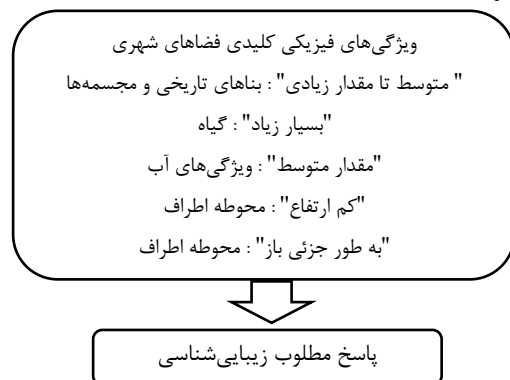 ویژگی‌های فیزیکی کلیدی فضاهای شهری
"متوسط تا مقدار زیادی" : بناهای تاریخی و مجسمه‌ها
"بسیار زیاد" : گیاه
"مقدار متوسط" : ویژگی‌های آب
"کم ارتفاع" : محوطه اطراف
"به طور جزئی باز" : محوطه اطراف
پاسخ مطلوب زیبایی‌شناسی